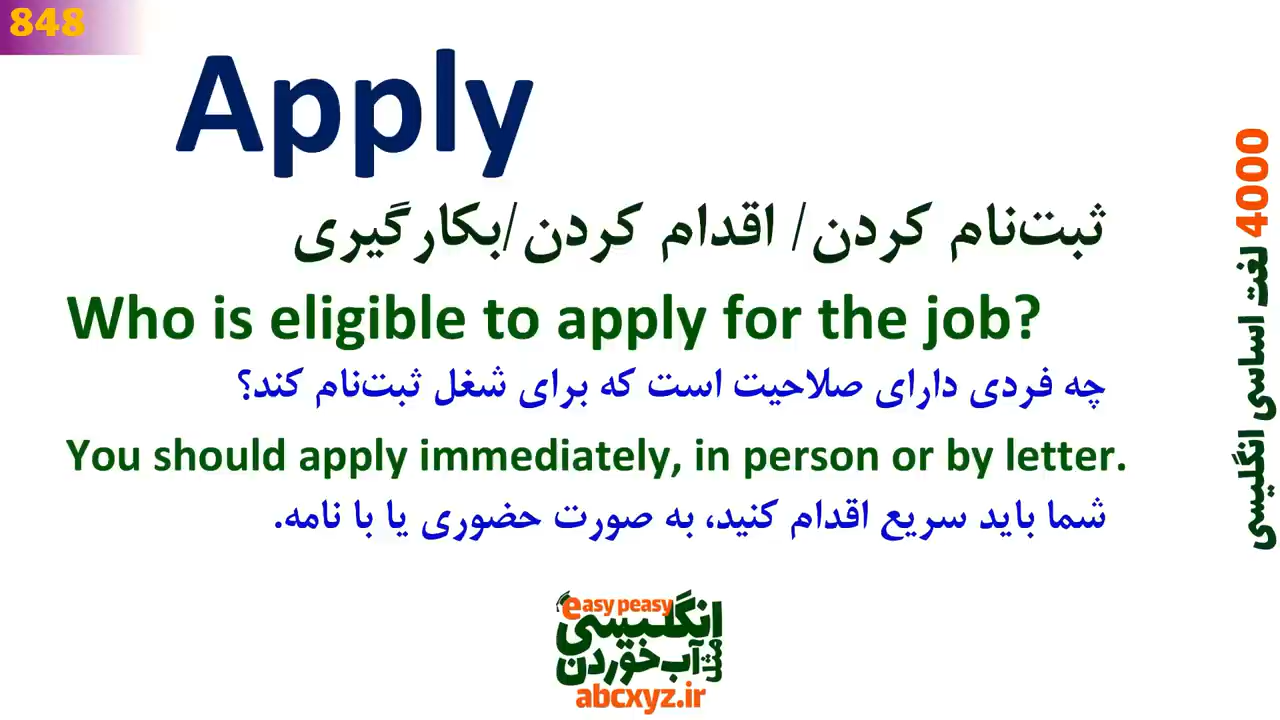 848
Apply
ثبت‌نام کردن/ اقدام کردن/بکارگیری
Who is eligible to apply for the job?
چه فردی دارای صلاحیت است که برای شغل ثبت‌نام کند؟
You should apply immediately, in person or by letter.
شما باید سریع اقدام کنید، به صورت حضوری یا با نامه.
4000 لغت اساسی انگلیسی
easy peasy
انگلیسی
مثل آب خوردن
abcxyz.ir